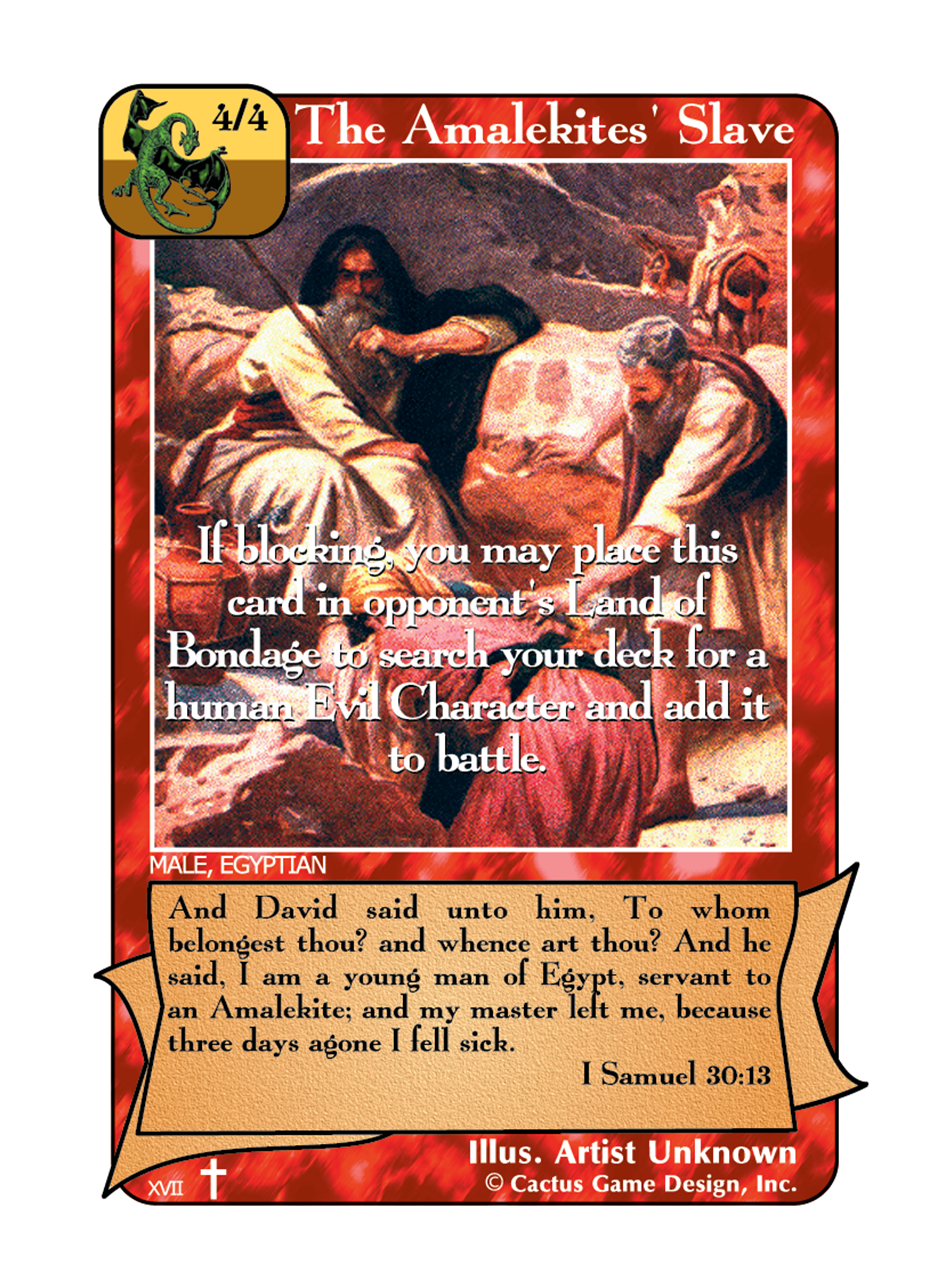 4/4 The Amalekites' Slave
If blocking, you may place this
card in opponent's Land of
Bondage to search your deck for a
human Evil Character and add it
to battle.
MALE, EGYPTIAN
And David said unto him, To whom
belongest thou? and whence art thou? And he
said, I am a young man of Egypt, servant to
an Amalekite; and my master left me, because
three days agone I fell sick.
I Samuel 30:13
Illus. Artist Unknown
XVII © Cactus Game Design, Inc.